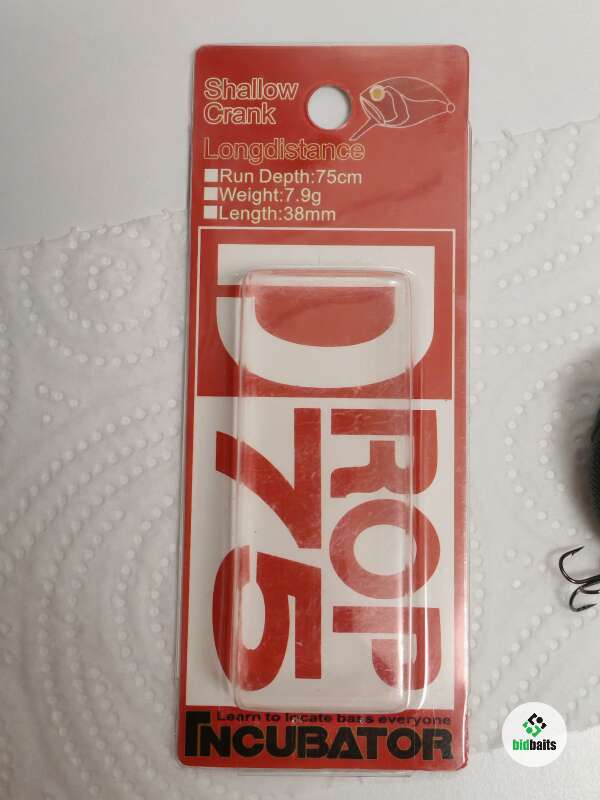 Shallow
Crank
Longdistance
Run Depth:75cm
Weight:7.9g
Length:38mm
DROP
75
Learn to locate bass everyone
INCUBATOR
bidbaits